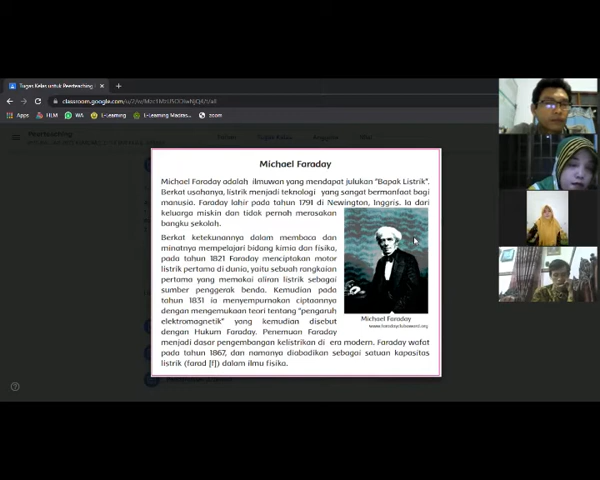 Tugas Kelas untuk Peerteaching
classroom.google.com
Apps HLM WA E-Learning E-Learning Madras... zoom
Peerteaching
Michael Faraday
Michael Faraday adalah ilmuwan yang mendapat julukan "Bapak Listrik".
Berkat usahanya, listrik menjadi teknologi yang sangat bermanfaat bagi
manusia. Faraday lahir pada tahun 1791 di Newington, Inggris. Ia dari
keluarga miskin dan tidak pernah merasakan
bangku sekolah.
Berkat ketekunannya dalam membaca dan
minatnya mempelajari bidang kimia dan fisika,
pada tahun 1821 Faraday menciptakan motor
listrik pertama di dunia, yaitu sebuah rangkaian
pertama yang memakai aliran listrik sebagai
sumber penggerak benda. Kemudian pada
tahun 1831 ia menyempurnakan ciptaannya
dengan mengemukaan teori tentang "pengaruh
elektromagnetik" yang kemudian disebut
dengan Hukum Faraday. Penemuan Faraday
menjadi dasar pengembangan kelistrikan di era modern. Faraday wafat
pada tahun 1867, dan namanya diabadikan sebagai satuan kapasitas
listrik (farad [f]) dalam ilmu fisika.
Michael Faraday